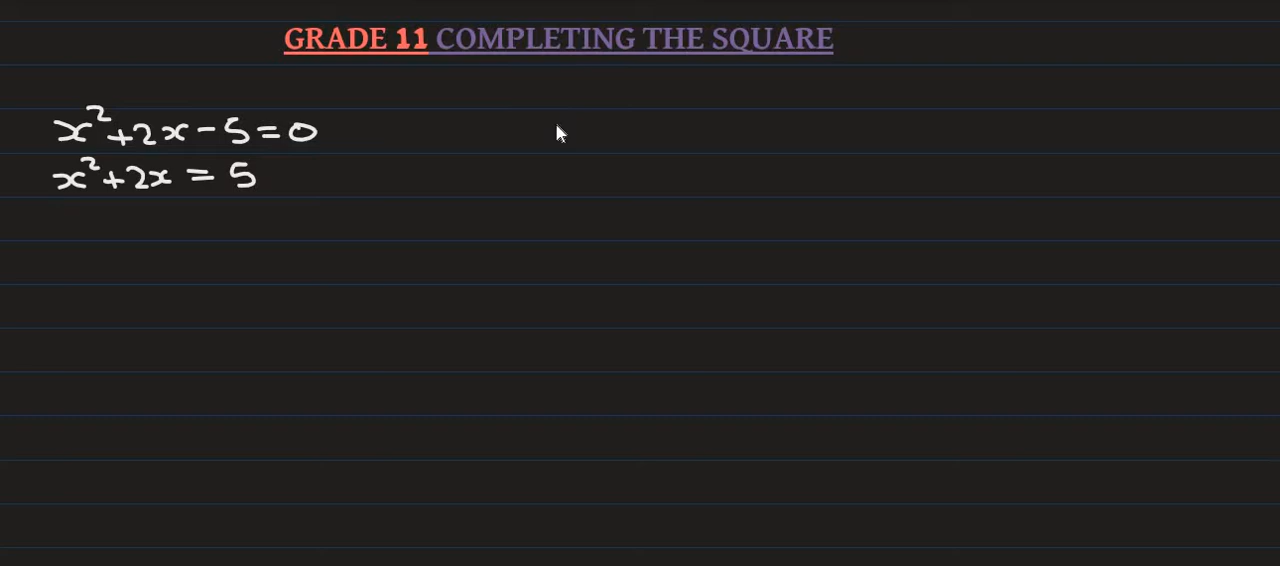 GRADE 11 COMPLETING THE SQUARE
x²+2x-5=0
x²+2x = 5